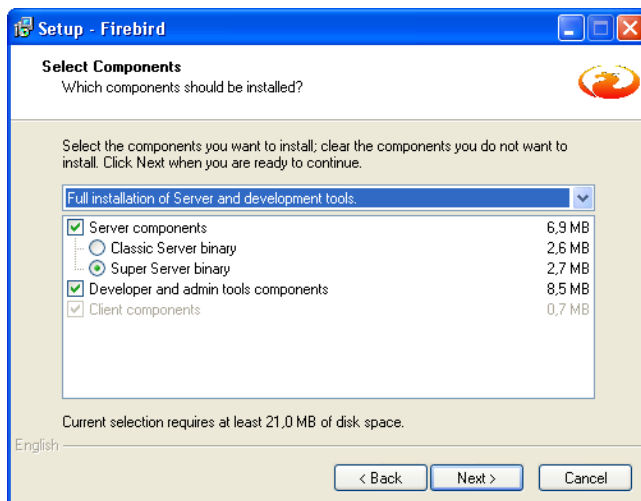 Setup - Firebird
Select Components
Which components should be installed?
Select the components you want to install; clear the components you do not want to
install. Click Next when you are ready to continue.
Full installation of Server and development tools.
Server components 6,9 MB
Classic Server binary 2,6 MB
Super Server binary 2,7 MB
Developer and admin tools components 8,5 MB
Client components 0,7 MB
Current selection requires at least 21,0 MB of disk space.
English
< Back Next > Cancel